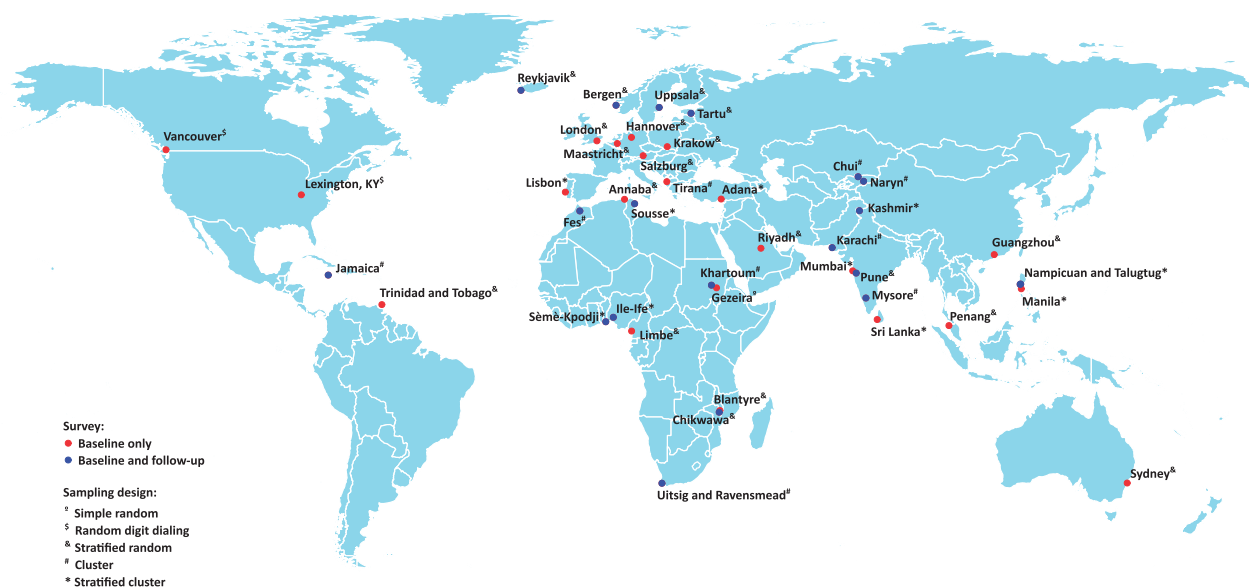 Reykjavik&
Bergen&
Uppsala&
Tartu&
Vancouver$
London&
Hannover&
Krakow&
Maastricht&
Salzburg&
Chui#
Lexington, KY$
Lisbon*
Annaba&
Tirana#
Adana*
Naryn#
Sousse*
Kashmir*
Fes#
Riyadh&
Karachi#
Guangzhou&
Jamaica#
Khartoum#
Mumbai*
Pune&
Nampicuan and Talugtug*
Trinidad and Tobago&
Gezeira°
Mysore#
Manila*
Sèmè-Kpodji*
Ile-Ife*
Limbe&
Sri Lanka*
Penang&
Blantyre&
Chikwawa&
Survey:
Baseline only
Baseline and follow-up
Sydney&
Sampling design:
Uitsig and Ravensmead#
° Simple random
$ Random digit dialing
& Stratified random
# Cluster
* Stratified cluster